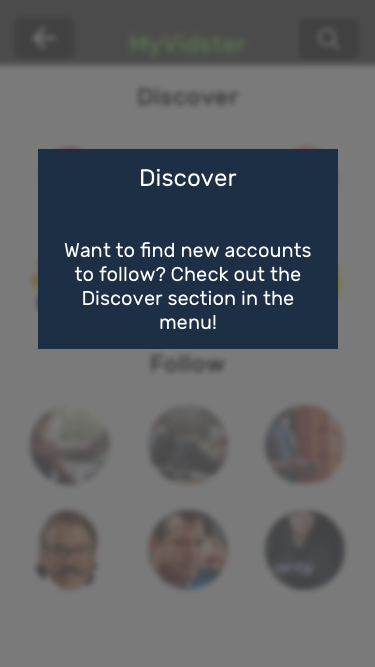 MyVidster
Discover
Discover
Want to find new accounts
to follow? Check out the
Discover section in the
menu!
Follow